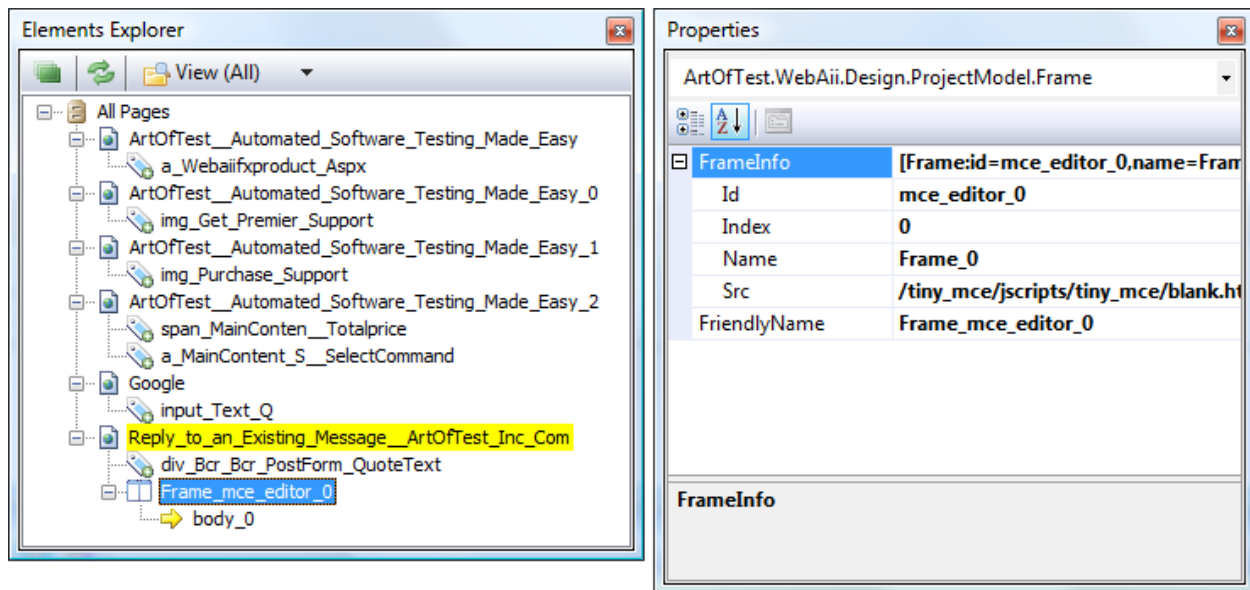 Elements Explorer
View (All)
All Pages
ArtOfTest__Automated_Software_Testing_Made_Easy
a_Webaiifxproduct_Aspx
ArtOfTest__Automated_Software_Testing_Made_Easy_0
img_Get_Premier_Support
ArtOfTest__Automated_Software_Testing_Made_Easy_1
img_Purchase_Support
ArtOfTest__Automated_Software_Testing_Made_Easy_2
span_MainConten__Totalprice
a_MainContent_S__SelectCommand
Google
input_Text_Q
Reply_to_an_Existing_Message__ArtOfTest_Inc_Com
div_Bcr_Bcr_PostForm_QuoteText
Frame_mce_editor_0
body_0
Properties
ArtOfTest.WebAii.Design.ProjectModel.Frame
FrameInfo [Frame:id=mce_editor_0,name=Fram
Id mce_editor_0
Index 0
Name Frame_0
Src /tiny_mce/jscripts/tiny_mce/blank.ht
FriendlyName Frame_mce_editor_0
FrameInfo